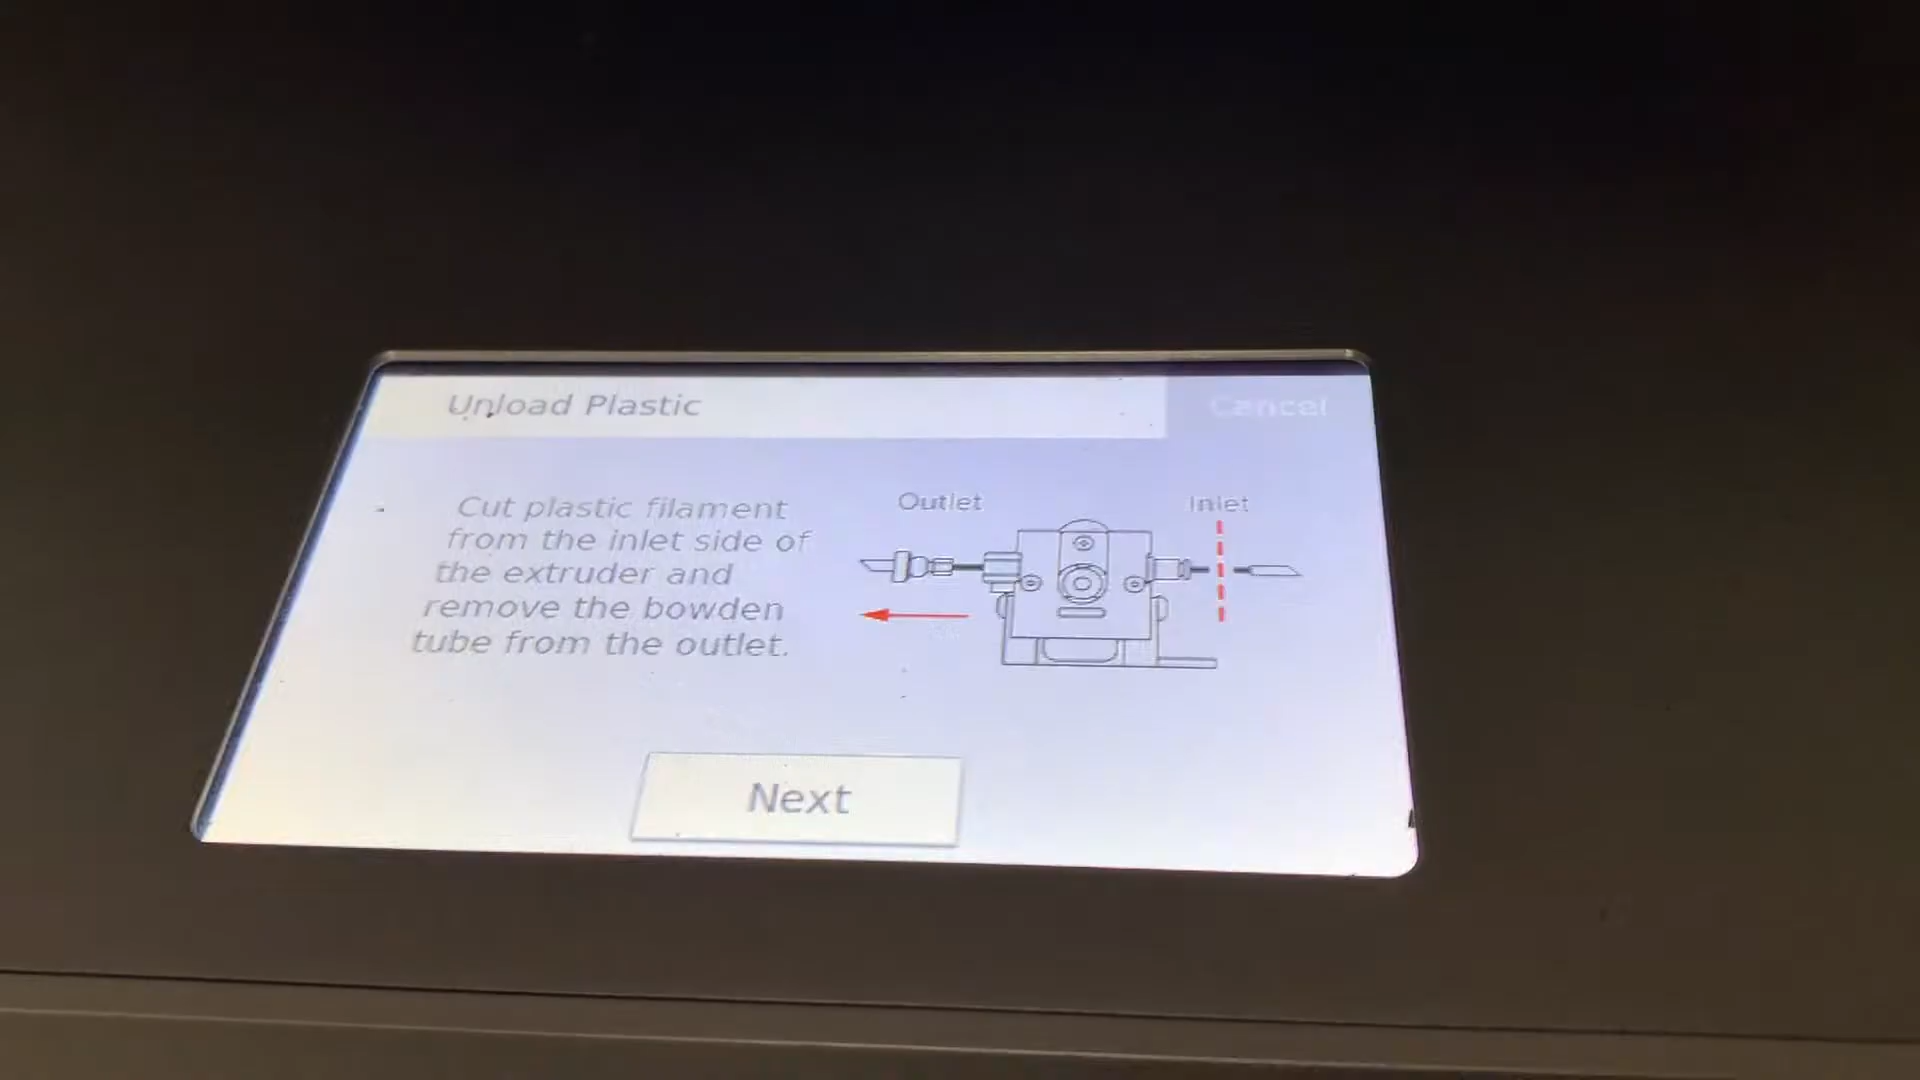 Unload Plastic
Cancel
Cut plastic filament
from the inlet side of
the extruder and
remove the bowden
tube from the outlet.
Outlet
Inlet
Next